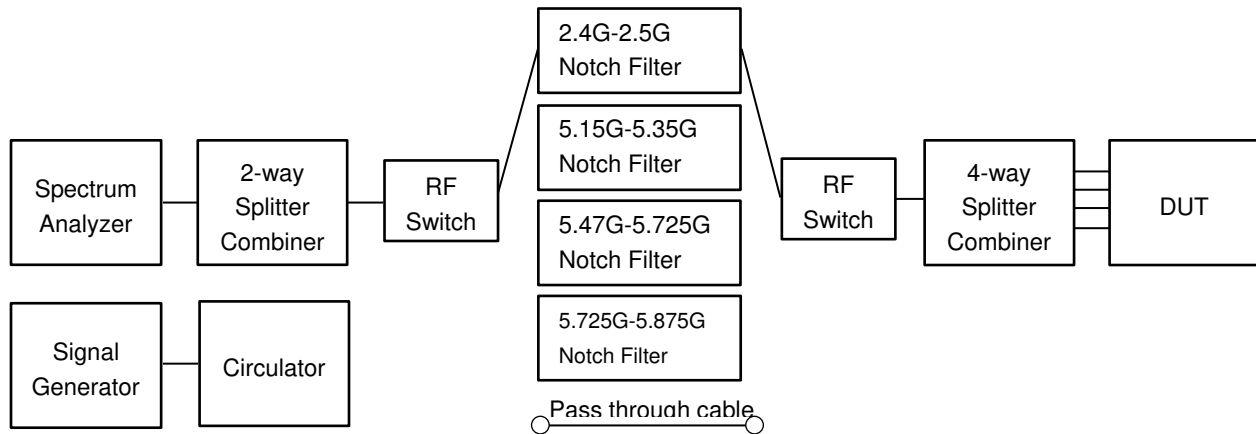 2.4G-2.5G
Notch Filter
5.15G-5.35G
Notch Filter
5.47G-5.725G
Notch Filter
5.725G-5.875G
Notch Filter
Pass through cable
Spectrum
Analyzer
2-way
Splitter
Combiner
RF
Switch
RF
Switch
4-way
Splitter
Combiner
DUT
Signal
Generator
Circulator